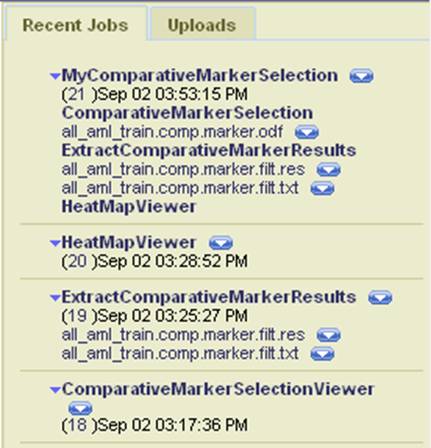 Recent Jobs
Uploads
MyComparativeMarkerSelection
(21 )Sep 02 03:53:15 PM
ComparativeMarkerSelection
all_aml_train.comp.marker.odf
ExtractComparativeMarkerResults
all_aml_train.comp.marker.filt.res
all_aml_train.comp.marker.filt.txt
HeatMapViewer
HeatMapViewer
(20 )Sep 02 03:28:52 PM
ExtractComparativeMarkerResults
(19 )Sep 02 03:25:27 PM
all_aml_train.comp.marker.filt.res
all_aml_train.comp.marker.filt.txt
ComparativeMarkerSelectionViewer
(18 )Sep 02 03:17:36 PM